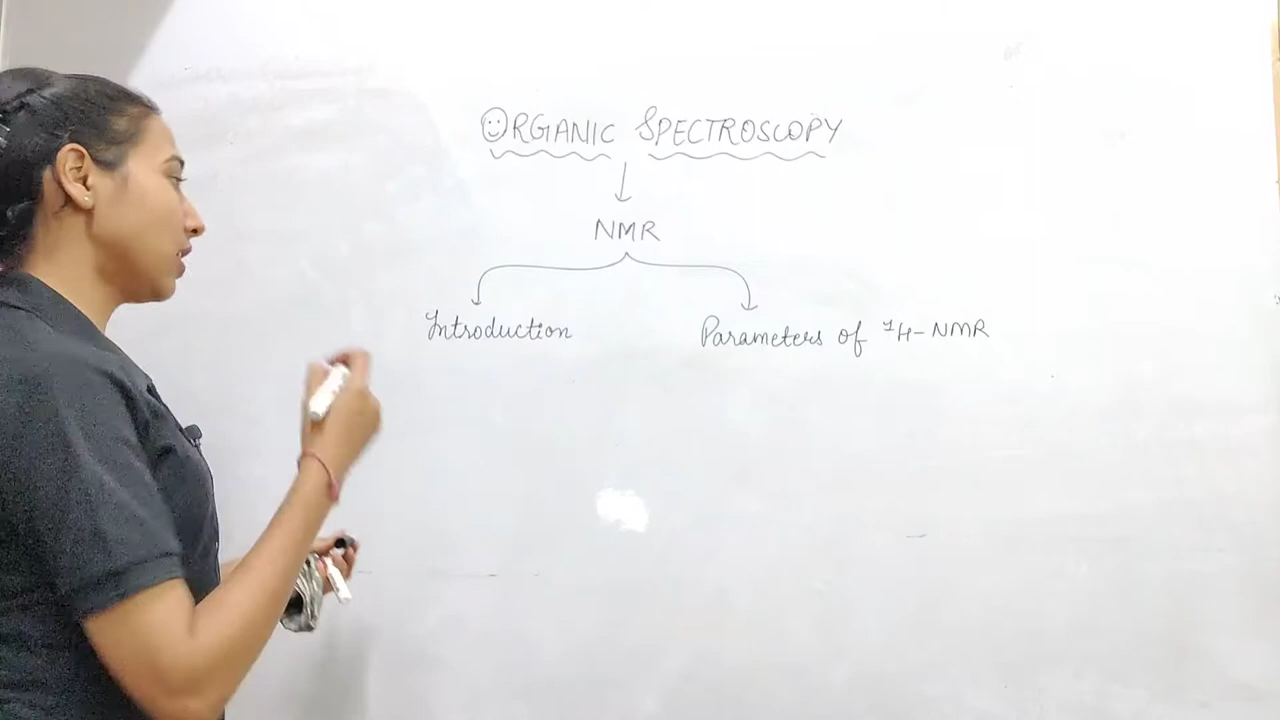 ORGANIC SPECTROSCOPY
NMR
Introduction
Parameters of ¹H-NMR